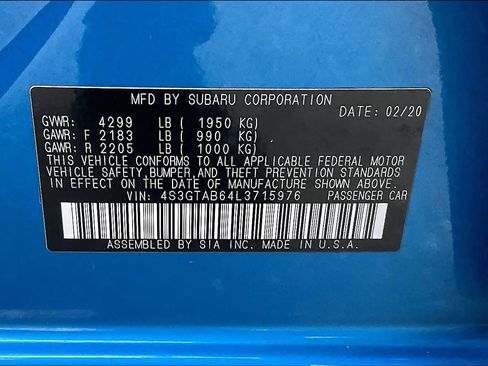 MFD BY SUBARU CORPORATION
DATE: 02/20
GVWR: 4299 LB ( 1950 KG)
GAWR: F 2183 LB ( 990 KG)
GAWR: R 2205 LB ( 1000 KG)
THIS VEHICLE CONFORMS TO ALL APPLICABLE FEDERAL MOTOR
VEHICLE SAFETY,BUMPER,AND THEFT PREVENTION STANDARDS
IN EFFECT ON THE DATE OF MANUFACTURE SHOWN ABOVE.
VIN: 4S3GTAB64L3715976 PASSENGER CAR
ASSEMBLED BY SIA INC. MADE IN U.S.A.